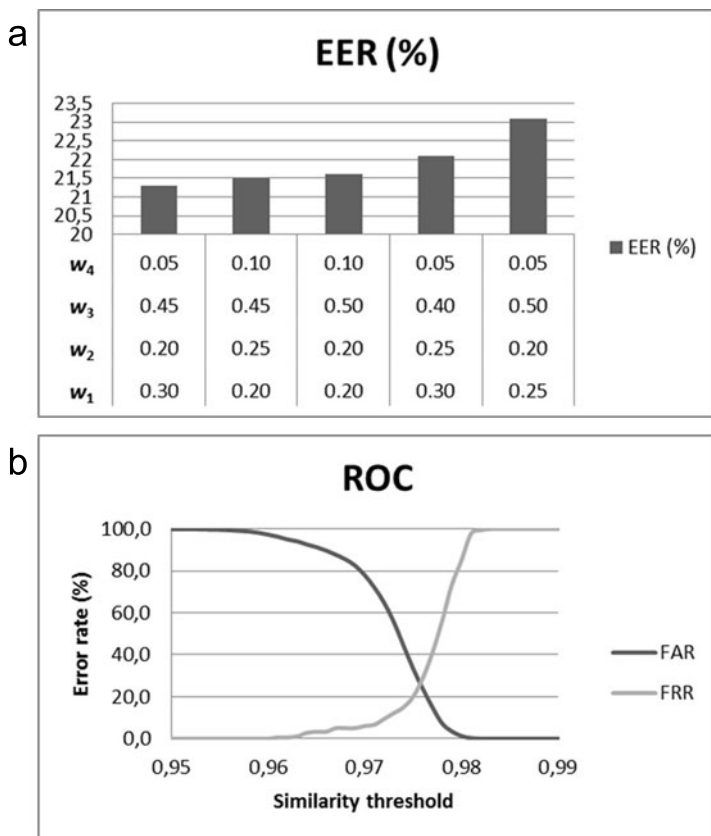 a
EER (%)
23,5
23
22,5
22
21,5
21
20,5
20
w4 0.05 0.10 0.10 0.05 0.05
w3 0.45 0.45 0.50 0.40 0.50
w2 0.20 0.25 0.20 0.25 0.20
w1 0.30 0.20 0.20 0.30 0.25
EER (%)
b
ROC
Error rate (%)
100,0
80,0
60,0
40,0
20,0
0,0
0,95 0,96 0,97 0,98 0,99
Similarity threshold
FAR
FRR